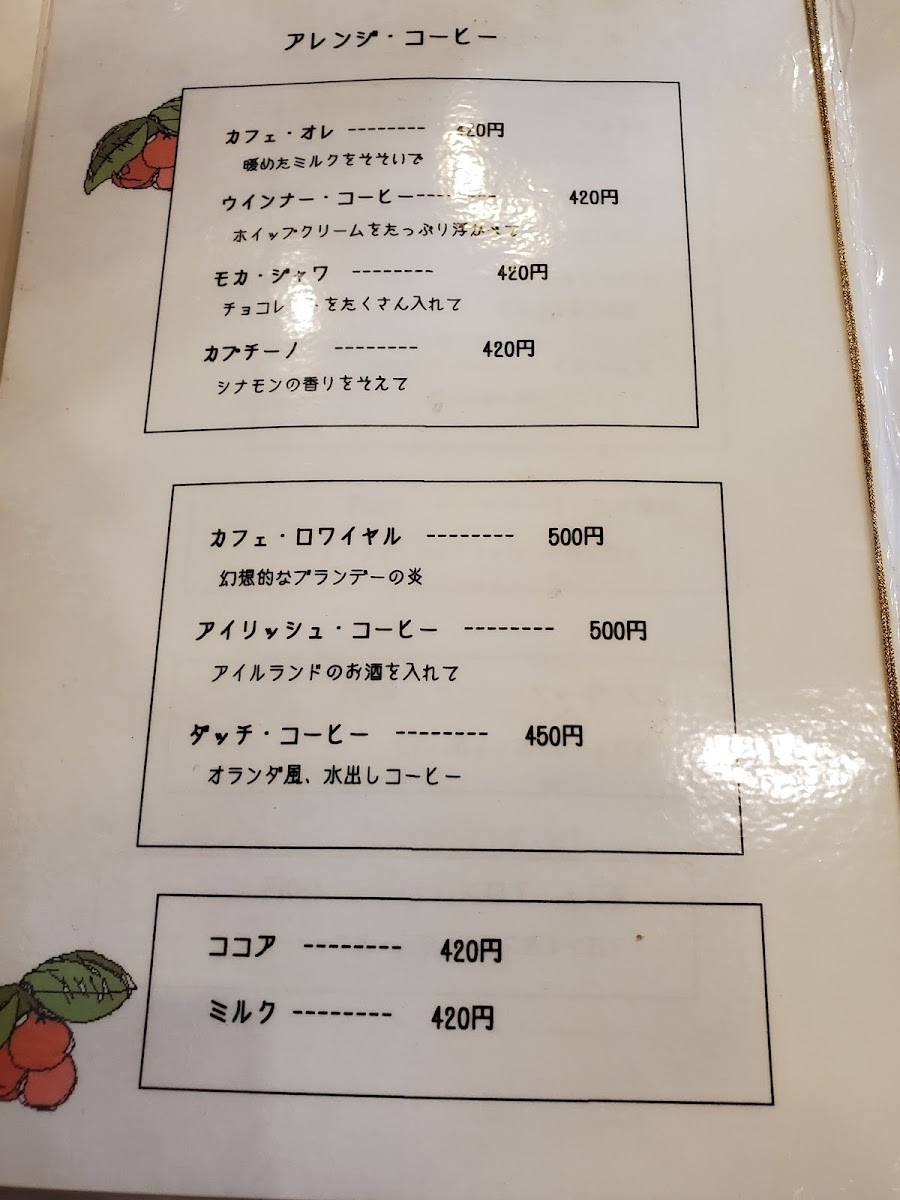 アレンジ・コーヒー
カフェ・オレ -------- 420円
暖めたミルクをそそいで
ウインナー・コーヒー-------- 420円
ホイップクリームをたっぷり浮かべて
モカ・ジャワ -------- 420円
チョコレートをたくさん入れて
カプチーノ -------- 420円
シナモンの香りをそえて
カフェ・ロワイヤル -------- 500円
幻想的なブランデーの炎
アイリッシュ・コーヒー -------- 500円
アイルランドのお酒を入れて
ダッチ・コーヒー -------- 450円
オランダ風、水出しコーヒー
ココア -------- 420円
ミルク -------- 420円